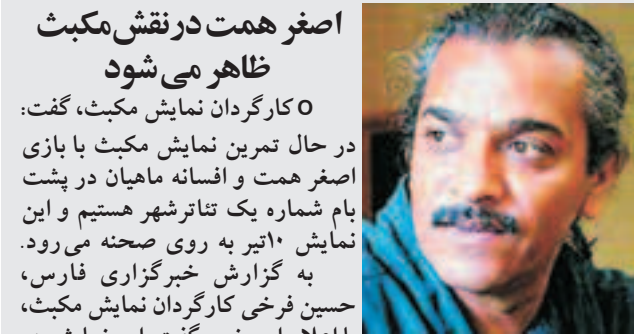 اصغر همت در نقش مکبث
ظاهر می‌شود
o کارگردان نمایش مکبث، گفت:
در حال تمرین نمایش مکبث با بازی
اصغر همت و افسانه ماهیان در پشت
بام شماره یک تئاترشهر هستیم و این
نمایش ۱۰تیر به روی صحنه می‌رود.
به گزارش خبرگزاری فارس،
حسین فرخی کارگردان نمایش مکبث،